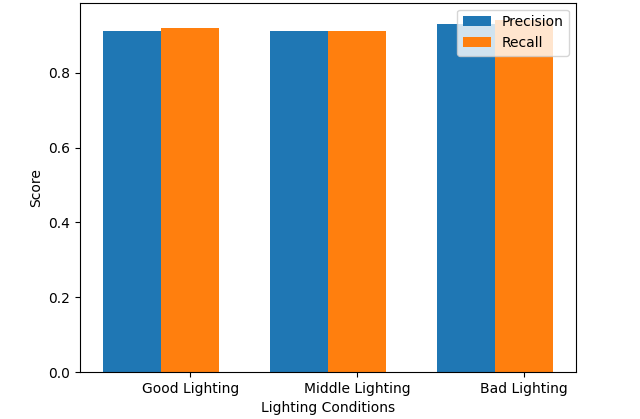 Precision
Recall
0.8
0.6
0.4
0.2
0.0
Score
Good Lighting
Middle Lighting
Bad Lighting
Lighting Conditions